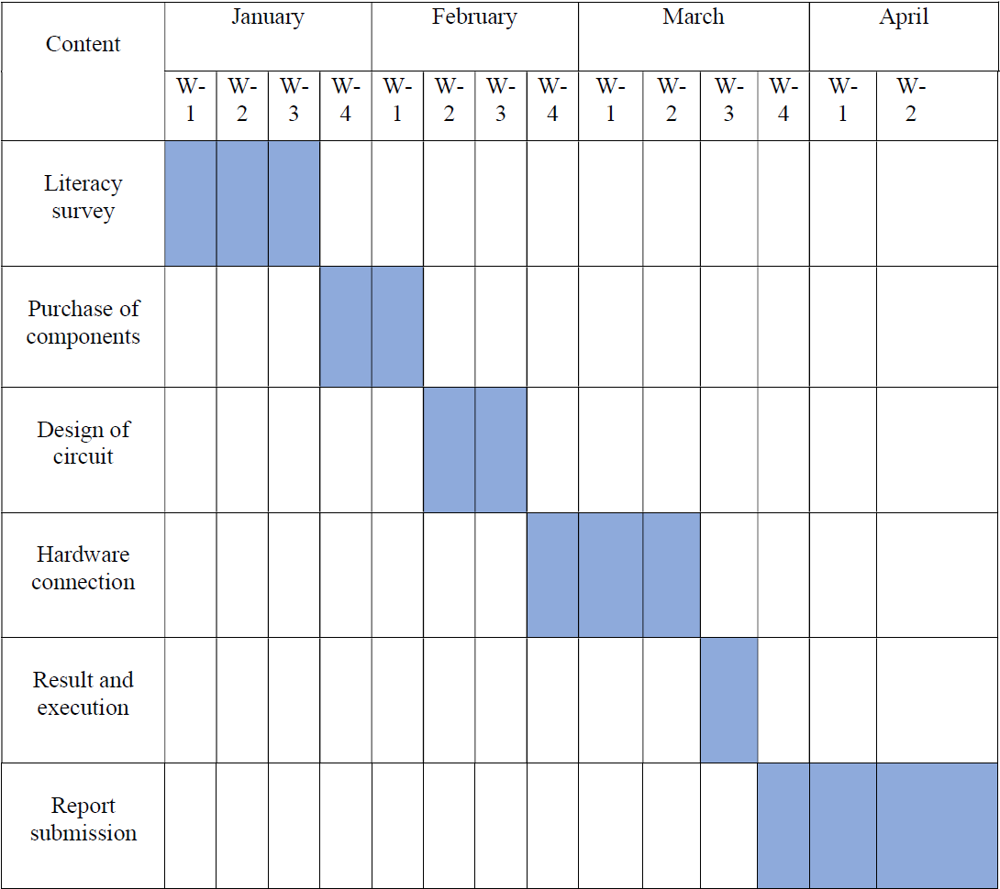 Content
January
February
March
April
W-
1
W-
2
W-
3
W-
4
W-
1
W-
2
W-
3
W-
4
W-
1
W-
2
W-
3
W-
4
W-
1
W-
2
Literacy
survey
Purchase of
components
Design of
circuit
Hardware
connection
Result and
execution
Report
submission